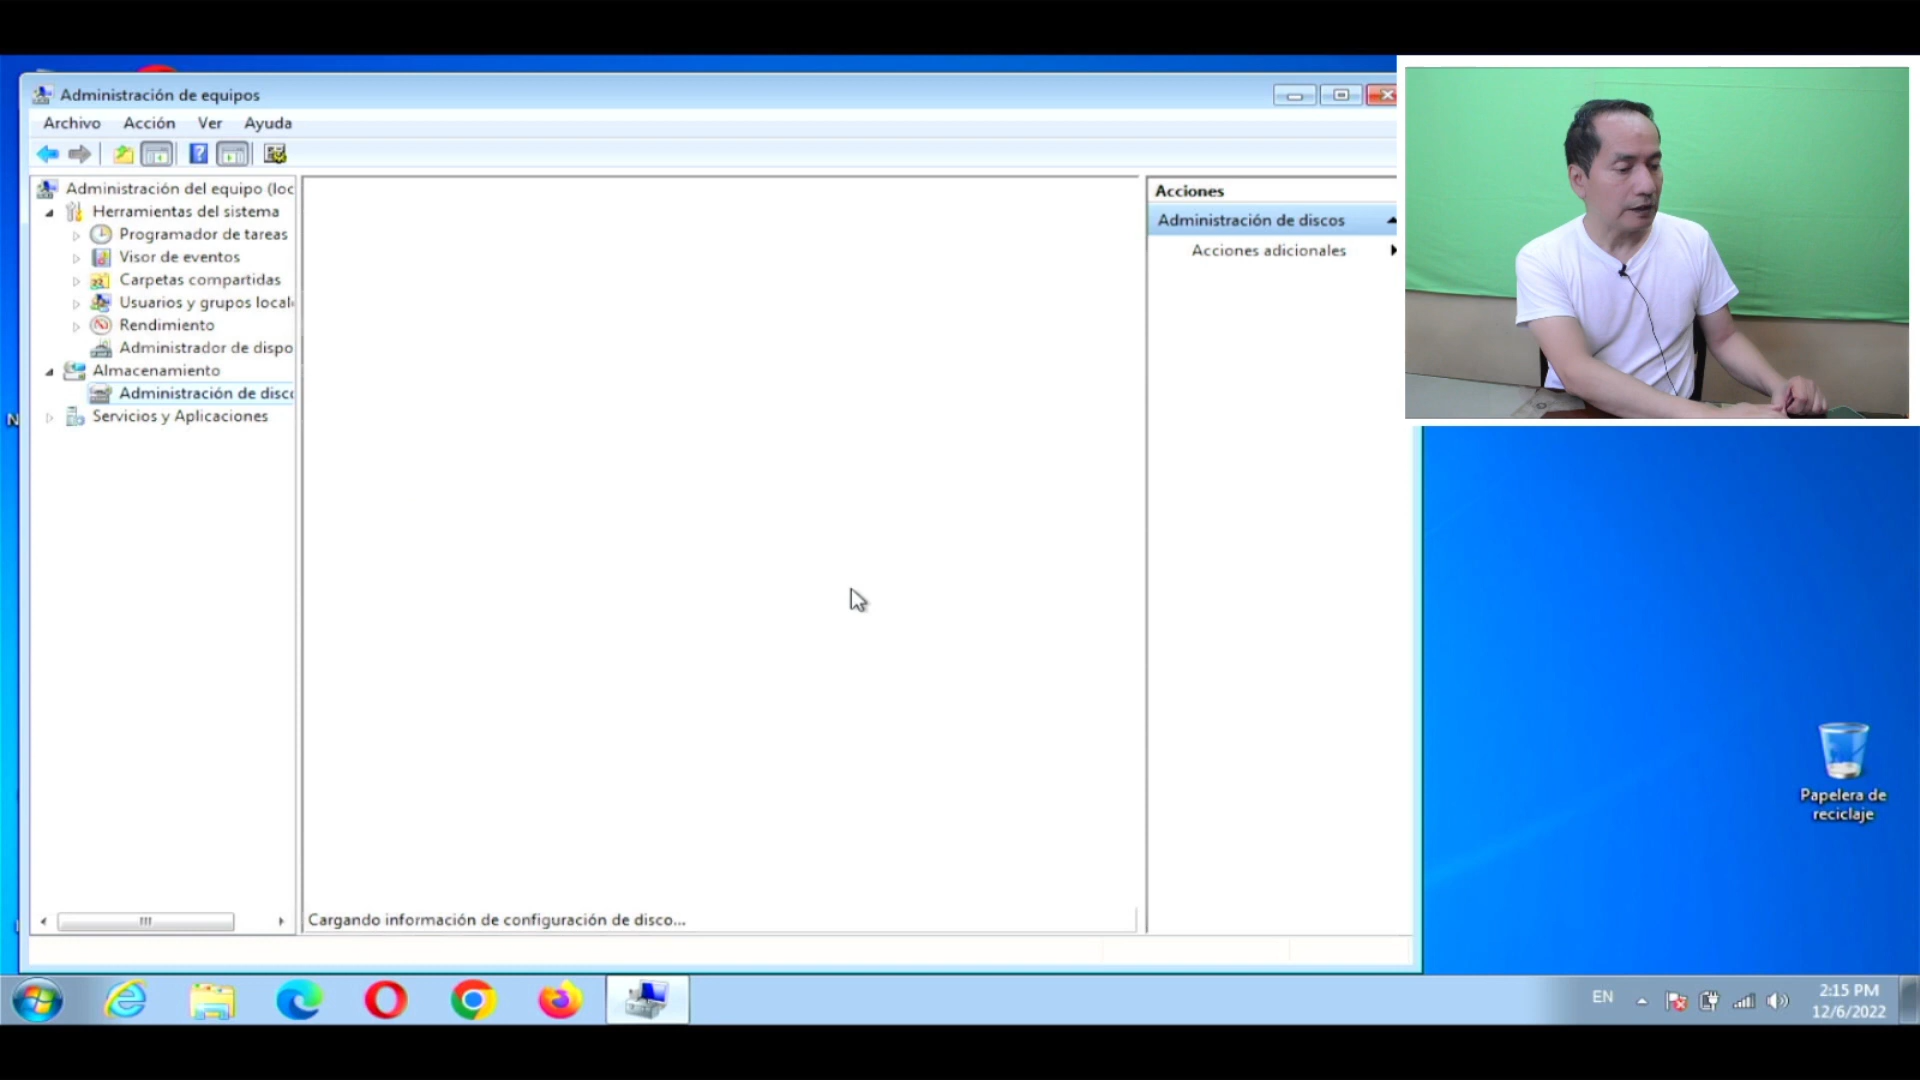 Administración de equipos
Archivo Acción Ver Ayuda
Administración del equipo (loc
Herramientas del sistema
Programador de tareas
Visor de eventos
Carpetas compartidas
Usuarios y grupos local
Rendimiento
Administrador de dispo
Almacenamiento
Administración de disc
Servicios y Aplicaciones
Cargando información de configuración de disco...
Acciones
Administración de discos
Acciones adicionales
Papelera de
reciclaje
EN
2:15 PM
12/6/2022